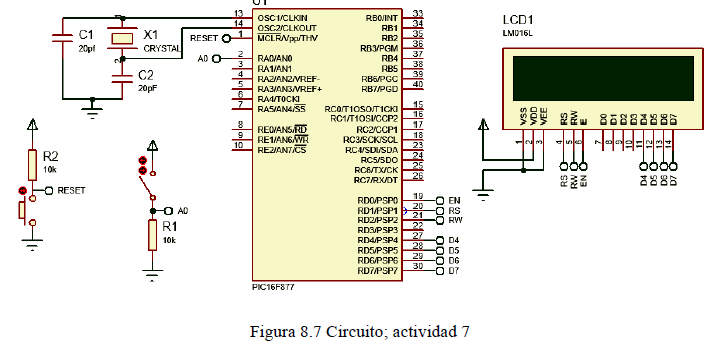 U1
C1
20pf
X1
CRYSTAL
C2
20pF
RESET
A0
13
14
1
2
3
4
5
6
7
8
9
10
OSC1/CLKIN
OSC2/CLKOUT
MCLR/Vpp/THV
RA0/AN0
RA1/AN1
RA2/AN2/VREF-
RA3/AN3/VREF+
RA4/T0CKI
RA5/AN4/SS
RE0/AN5/RD
RE1/AN6/WR
RE2/AN7/CS
RB0/INT
RB1
RB2
RB3/PGM
RB4
RB5
RB6/PGC
RB7/PGD
RC0/T1OSO/T1CKI
RC1/T1OSI/CCP2
RC2/CCP1
RC3/SCK/SCL
RC4/SDI/SDA
RC5/SDO
RC6/TX/CK
RC7/RX/DT
RD0/PSP0
RD1/PSP1
RD2/PSP2
RD3/PSP3
RD4/PSP4
RD5/PSP5
RD6/PSP6
RD7/PSP7
33
34
35
36
37
38
39
40
15
16
17
18
23
24
25
26
19
20
21
22
27
28
29
30
EN
RS
RW
D4
D5
D6
D7
PIC16F877
R2
10k
RESET
A0
R1
10k
LCD1
LM016L
VSS
VDD
VEE
RS
RW
E
D0
D1
D2
D3
D4
D5
D6
D7
1
2
3
4
5
6
7
8
9
10
11
12
13
14
RS
RW
EN
D4
D5
D6
D7
Figura 8.7 Circuito; actividad 7